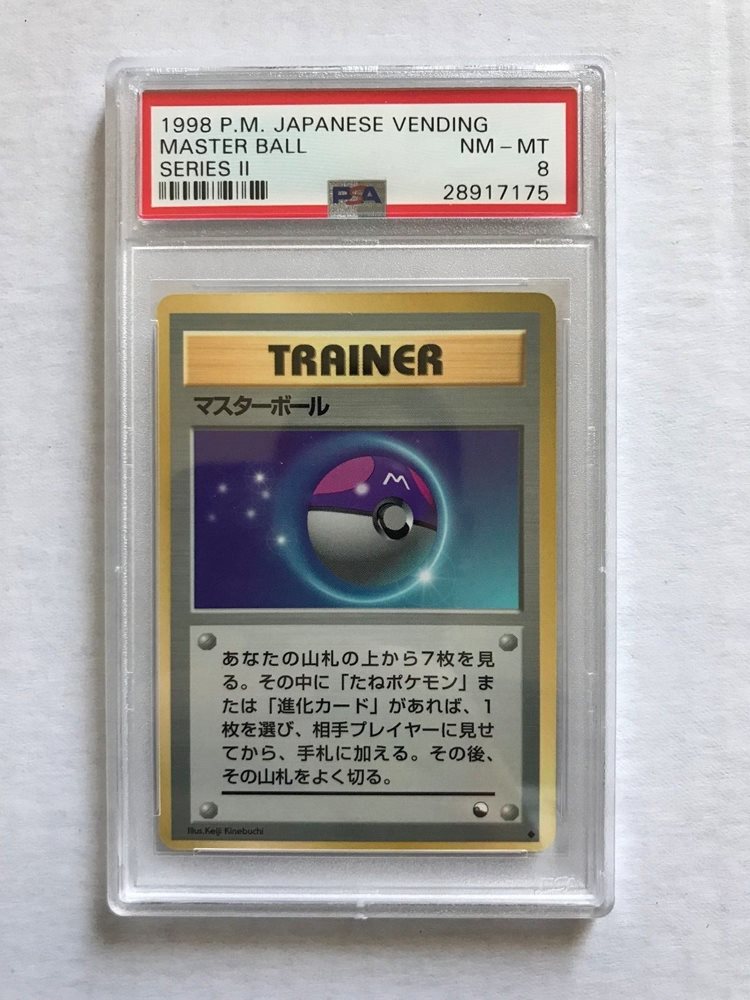 1998 P.M. JAPANESE VENDING
MASTER BALL NM - MT
SERIES II 8
PSA 28917175
TRAINER
マスターボール
M
あなたの山札の上から7枚を見
る。その中に「たねポケモン」ま
たは「進化カード」があれば、1
枚を選び、相手プレイヤーに見せ
てから、手札に加える。その後、
その山札をよく切る。
Illus.Keiji Kinebuchi